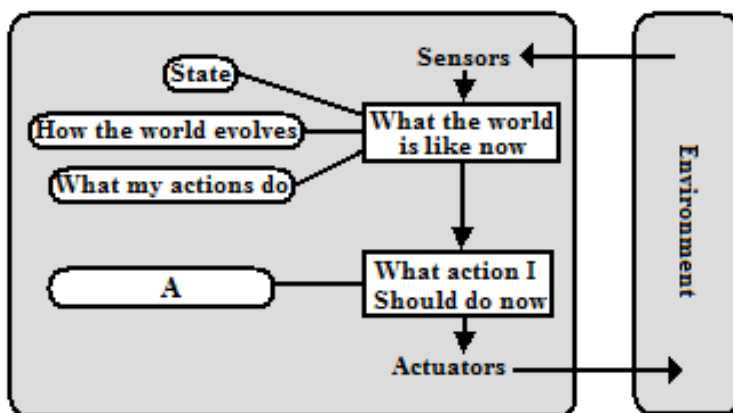 Sensors
State
How the world evolves
What the world
is like now
What my actions do
Environment
What action I
Should do now
A
Actuators